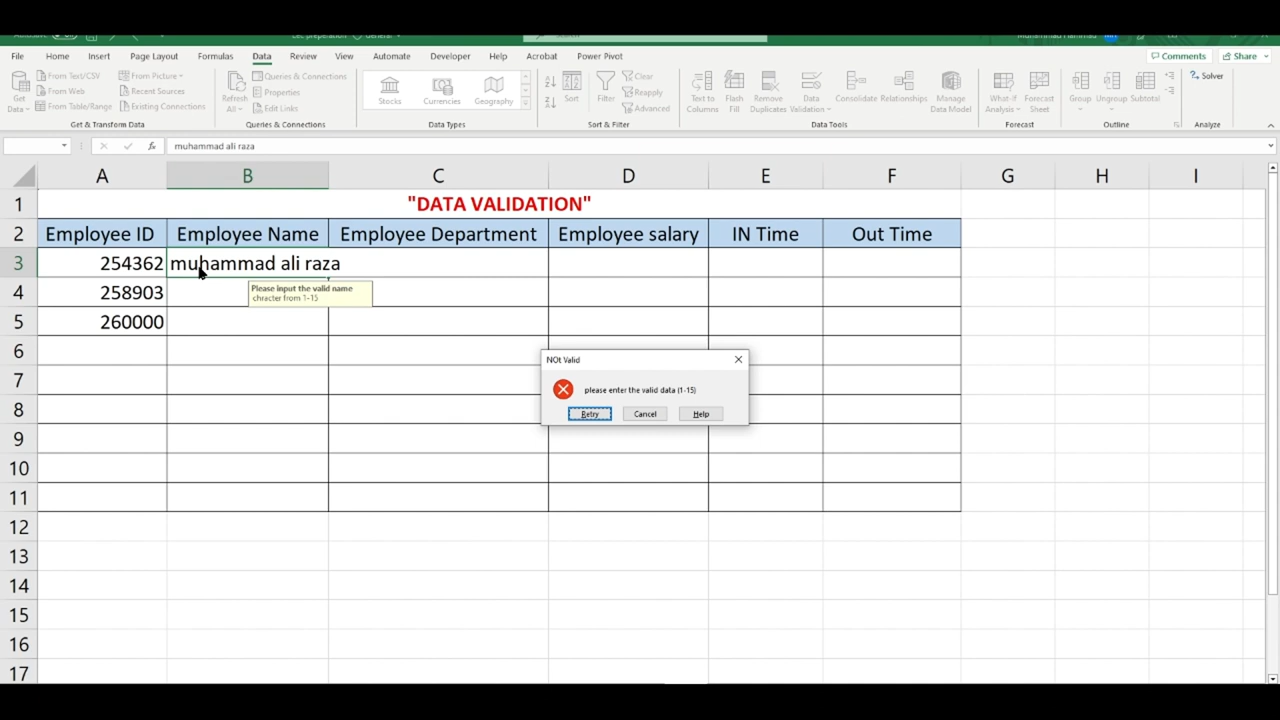 File Home Insert Page Layout Formulas Data Review View Automate Developer Help Acrobat Power Pivot Comments Share
Get Data From Text/CSV From Picture Refresh All Queries & Connections Stocks Currencies Geography Sort Filter Clear Text to Columns Flash Fill Remove Duplicates Data Validation Consolidate Relationships Manage Data Model What-if Analysis Forecast Sheet Group Ungroup Subtotal Solver
From Web Recent Sources Properties Reapply
From Table/Range Existing Connections Edit Links Advanced
Get & Transform Data Queries & Connections Data Types Sort & Filter Data Tools Forecast Outline Analyze
fx muhammad ali raza
A B C D E F G H I
1 "DATA VALIDATION"
2 Employee ID Employee Name Employee Department Employee salary IN Time Out Time
3 254362 muhammad ali raza
4 258903
Please input the valid name
chracter from 1-15
5 260000
6
NOt Valid
7
please enter the valid data (1-15)
8
Retry Cancel Help
9
10
11
12
13
14
15
16
17